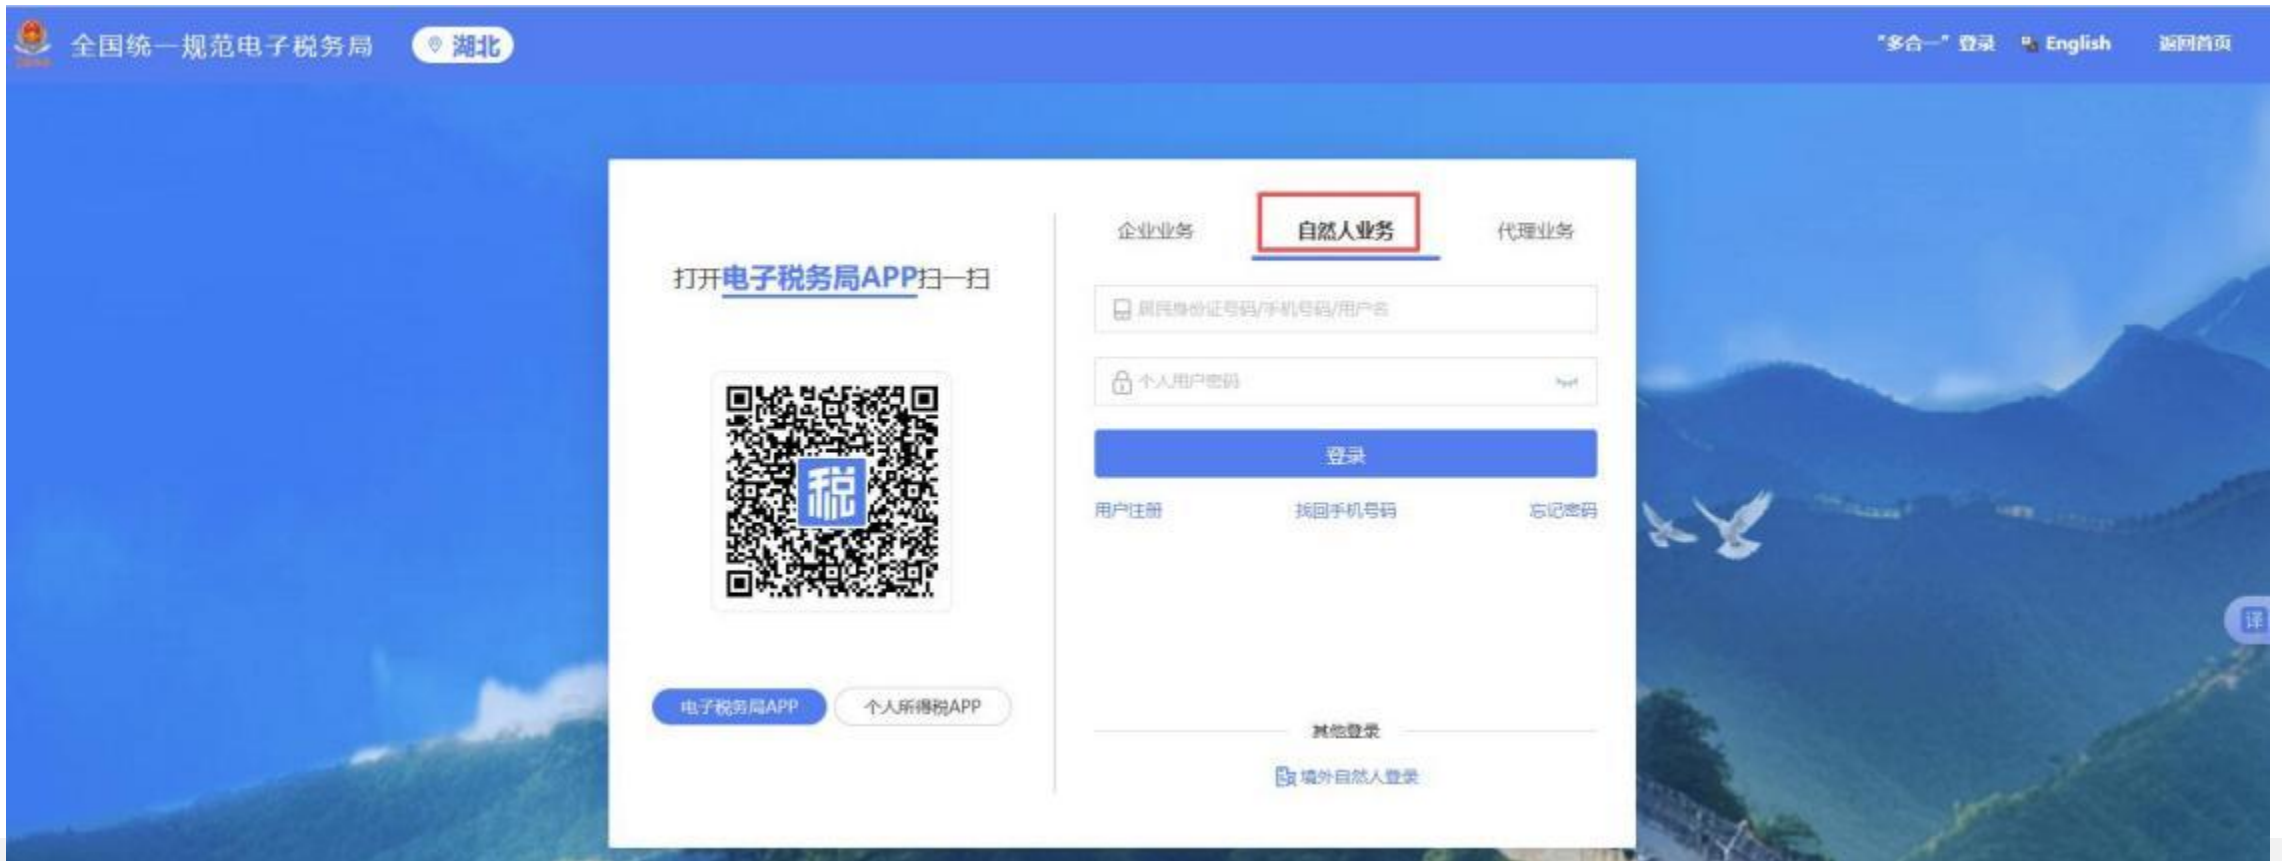 全国统一规范电子税务局
湖北
"多合一" 登录
English
返回首页
企业业务
自然人业务
代理业务
打开电子税务局APP扫一扫
居民身份证号码/手机号码/用户名
个人用户密码
税
登录
用户注册
找回手机号码
忘记密码
电子税务局APP
个人所得税APP
其他登录
境外自然人登录
译